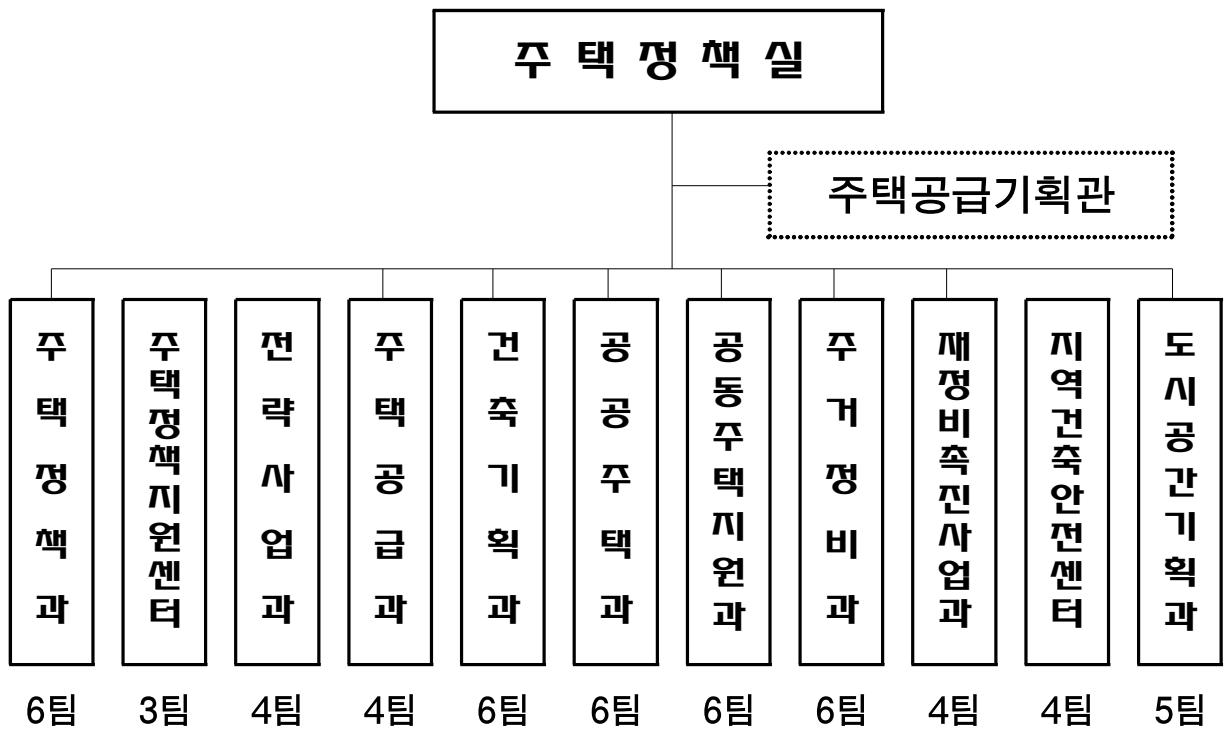 주택정책실
주택공급기획관
주택정책과
주택정책지원센터
전략사업과
주택공급과
건축기획과
공공주택과
공동주택지원과
주거정비과
재정비촉진사업과
지역건축안전센터
도시공간기획과
6팀 3팀 4팀 4팀 6팀 6팀 6팀 6팀 4팀 4팀 5팀